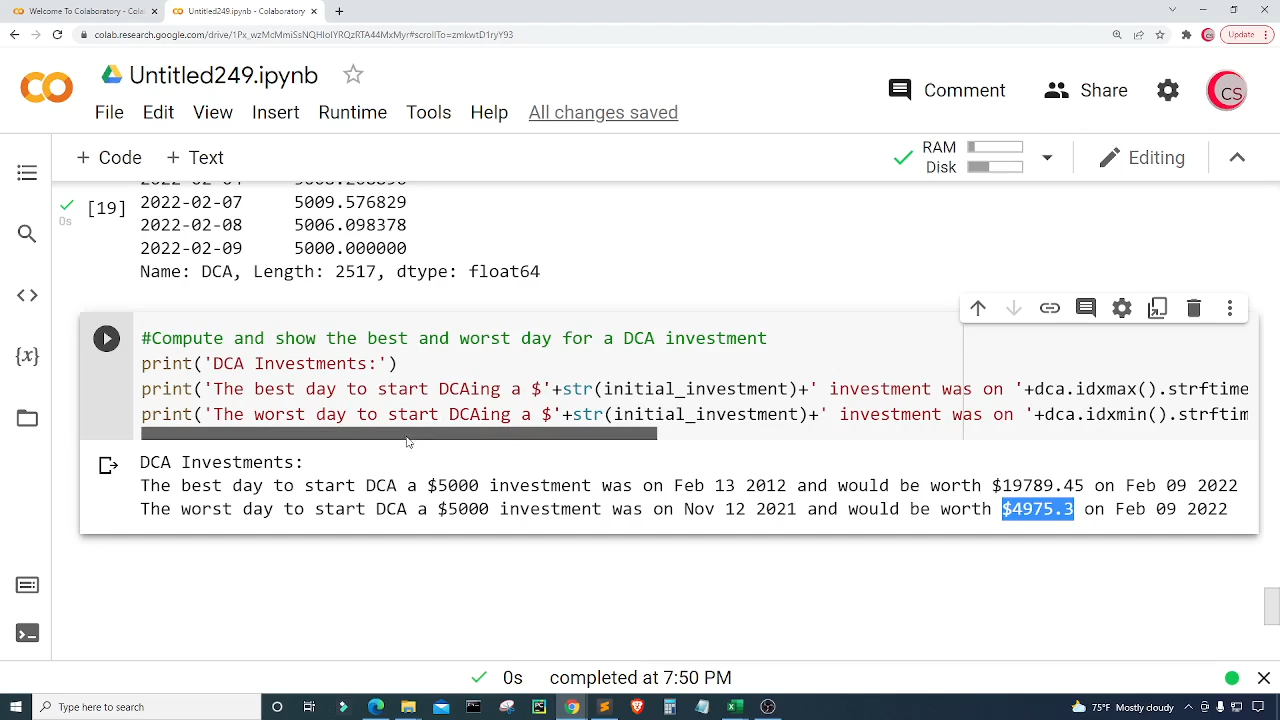 Welcome To Colaboratory - Colal
Untitled249.ipynb - Colaboratory
colab.research.google.com/drive/1Px_wzMcMmiSsNQHIoIYRQzRTA44MxMyr#scrollTo=zmkwtD1ryY93
Update
Untitled249.ipynb
Comment
Share
CS
File Edit View Insert Runtime Tools Help All changes saved
+ Code + Text
RAM
Disk
Editing
[19]
0s
2022-02-07 5009.576829
2022-02-08 5006.098378
2022-02-09 5000.000000
Name: DCA, Length: 2517, dtype: float64
#Compute and show the best and worst day for a DCA investment
print('DCA Investments:')
print('The best day to start DCAing a $'+str(initial_investment)+' investment was on '+dca.idxmax().strftime
print('The worst day to start DCAing a $'+str(initial_investment)+' investment was on '+dca.idxmin().strftim
DCA Investments:
The best day to start DCA a $5000 investment was on Feb 13 2012 and would be worth $19789.45 on Feb 09 2022
The worst day to start DCA a $5000 investment was on Nov 12 2021 and would be worth $4975.3 on Feb 09 2022
{x}
0s completed at 7:50 PM
Type here to search
73°F Mostly cloudy